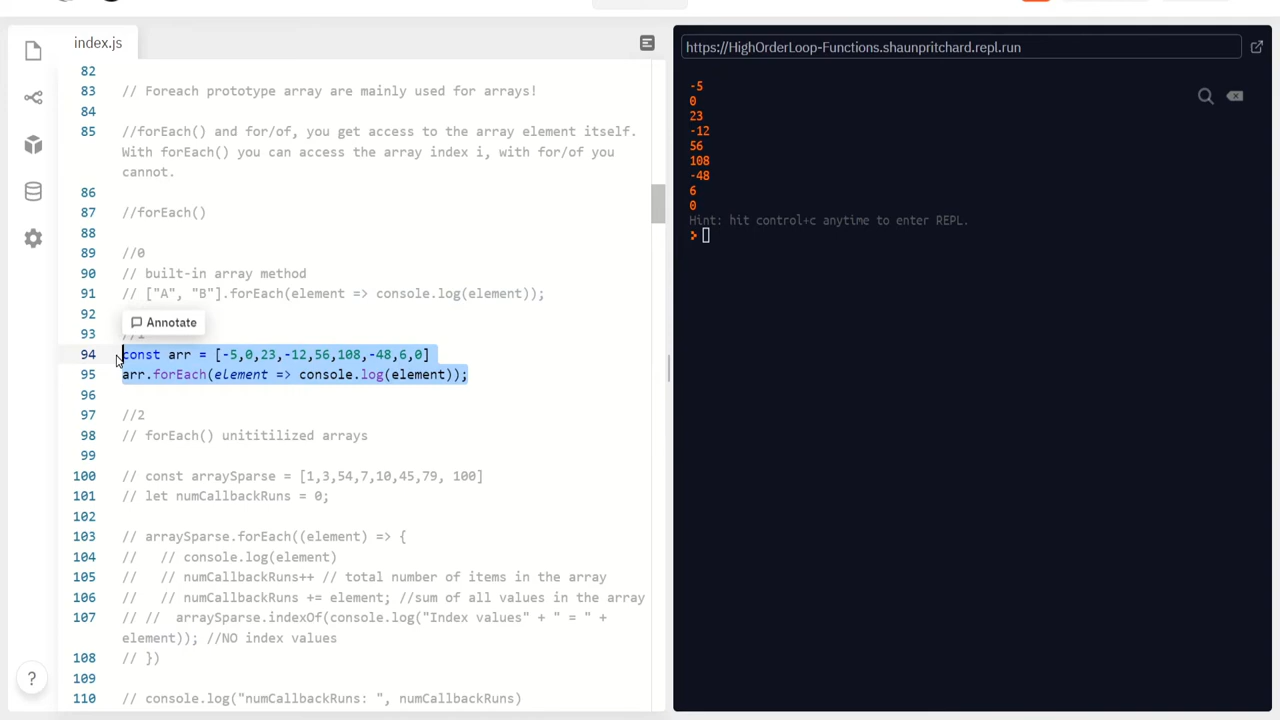 index.js
82
83 // Foreach prototype array are mainly used for arrays!
84
85 //forEach() and for/of, you get access to the array element itself.
With forEach() you can access the array index i, with for/of you
cannot.
86
87 //forEach()
88
89 //0
90 // built-in array method
91 // ["A", "B"].forEach(element => console.log(element));
92
Annotate
93 //1
94 const arr = [-5,0,23,-12,56,108,-48,6,0]
95 arr.forEach(element => console.log(element));
96
97 //2
98 // forEach() unititilized arrays
99
100 // const arraySparse = [1,3,54,7,10,45,79, 100]
101 // let numCallbackRuns = 0;
102
103 // arraySparse.forEach((element) => {
104 //   // console.log(element)
105 //   // numCallbackRuns++ // total number of items in the array
106 //   // numCallbackRuns += element; //sum of all values in the array
107 // //  arraySparse.indexOf(console.log("Index values" + " = " +
element)); //NO index values
108 // })
109
110 // console.log("numCallbackRuns: ", numCallbackRuns)
?
https://HighOrderLoop-Functions.shaunpritchard.repl.run
-5
0
23
-12
56
108
-48
6
0
Hint: hit control+c anytime to enter REPL.